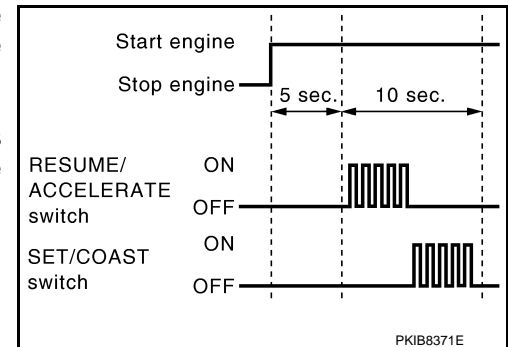 Start engine
Stop engine
5 sec.
10 sec.
RESUME/
ACCELERATE
switch
ON
OFF
SET/COAST
switch
ON
OFF
PKIB8371E